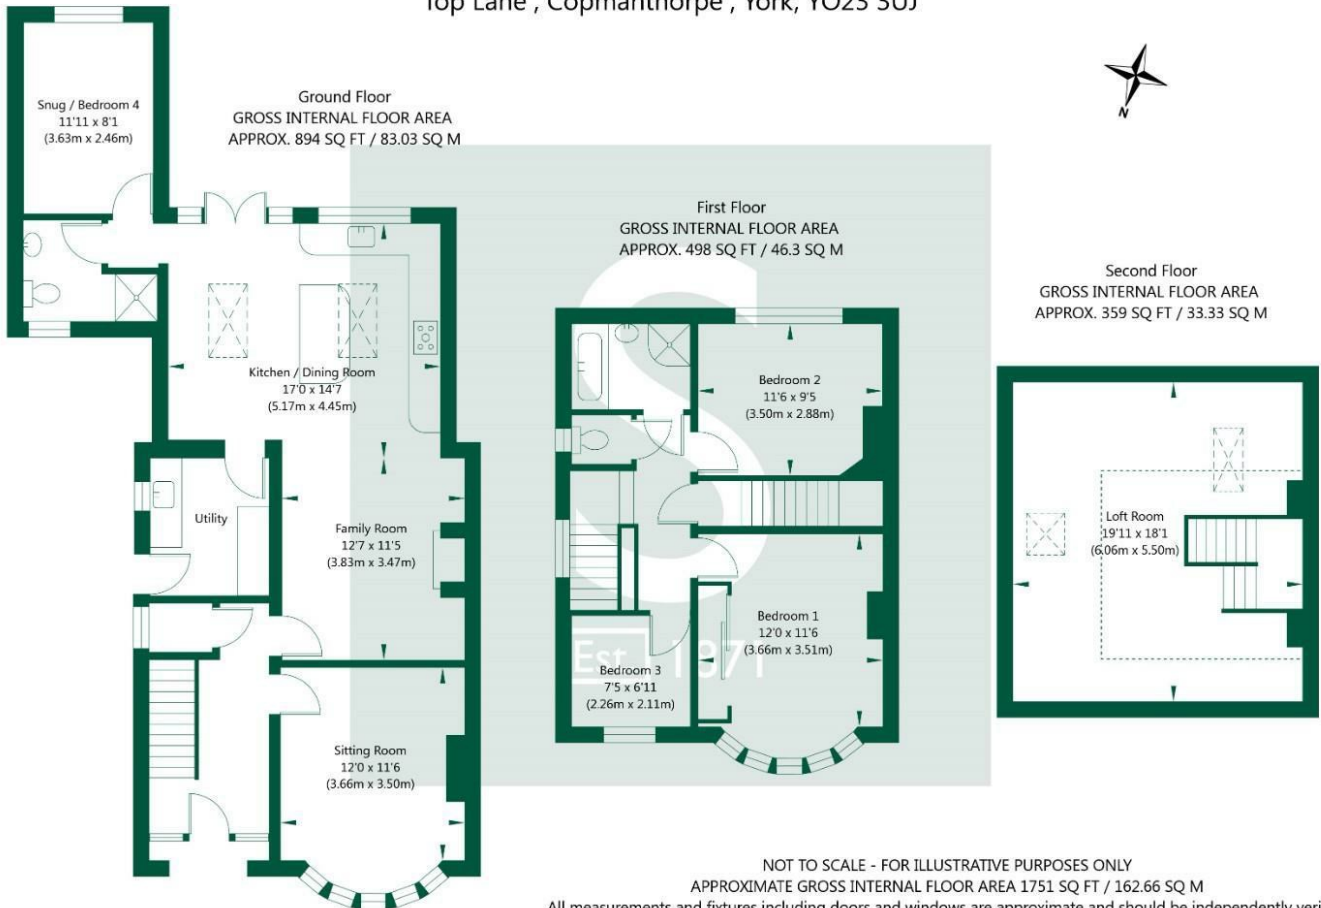 Top Lane , Copmanthorpe , York, YO23 3UJ
Snug / Bedroom 4
11'11 x 8'1
(3.63m x 2.46m)
Ground Floor
GROSS INTERNAL FLOOR AREA
APPROX. 894 SQ FT / 83.03 SQ M
N
Kitchen / Dining Room
17'0 x 14'7
(5.17m x 4.45m)
Utility
Family Room
12'7 x 11'5
(3.83m x 3.47m)
Sitting Room
12'0 x 11'6
(3.66m x 3.50m)
First Floor
GROSS INTERNAL FLOOR AREA
APPROX. 498 SQ FT / 46.3 SQ M
Bedroom 2
11'6 x 9'5
(3.50m x 2.88m)
Bedroom 1
12'0 x 11'6
(3.66m x 3.51m)
Bedroom 3
7'5 x 6'11
(2.26m x 2.11m)
S
Est 1871
Second Floor
GROSS INTERNAL FLOOR AREA
APPROX. 359 SQ FT / 33.33 SQ M
Loft Room
19'11 x 18'1
(6.06m x 5.50m)
NOT TO SCALE - FOR ILLUSTRATIVE PURPOSES ONLY
APPROXIMATE GROSS INTERNAL FLOOR AREA 1751 SQ FT / 162.66 SQ M
All measurements and fixtures including doors and windows are approximate and should be independently